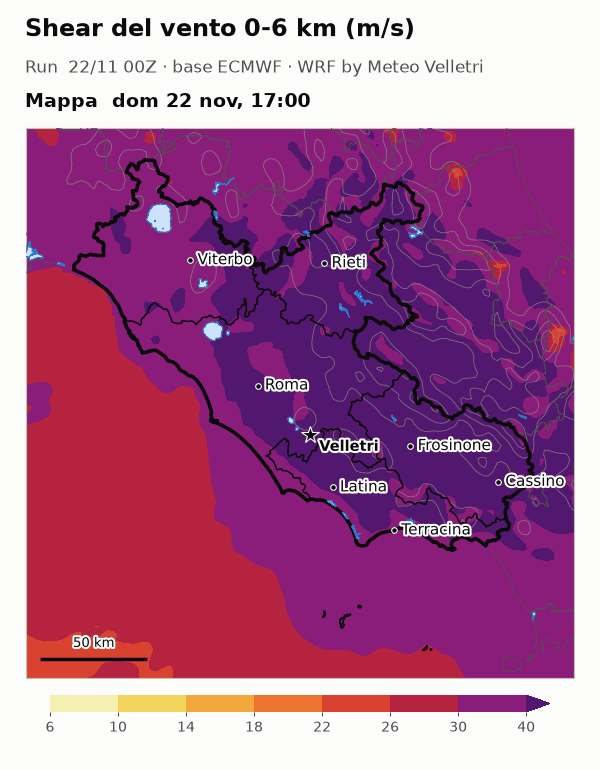 Shear del vento 0-6 km (m/s)
Run  22/11 00Z · base ECMWF · WRF by Meteo Velletri
Mappa  dom 22 nov, 17:00
Viterbo
Rieti
Roma
Velletri
Frosinone
Latina
Cassino
Terracina
50 km
6 10 14 18 22 26 30 40